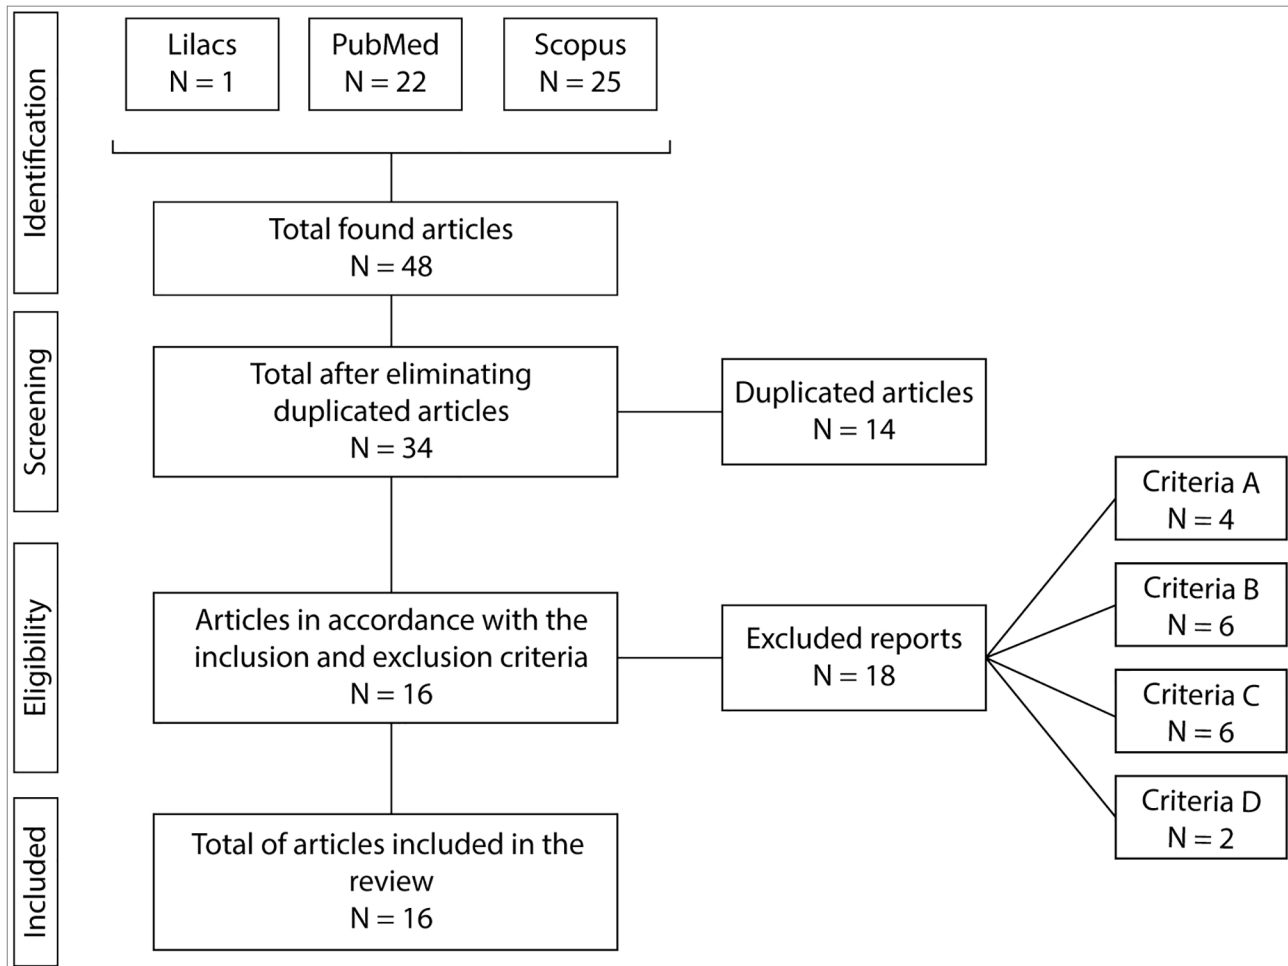 Identification
Lilacs
N = 1
PubMed
N = 22
Scopus
N = 25
Total found articles
N = 48
Screening
Total after eliminating
duplicated articles
N = 34
Duplicated articles
N = 14
Eligibility
Articles in accordance with the
inclusion and exclusion criteria
N = 16
Excluded reports
N = 18
Criteria A
N = 4
Criteria B
N = 6
Criteria C
N = 6
Criteria D
N = 2
Included
Total of articles included in the
review
N = 16